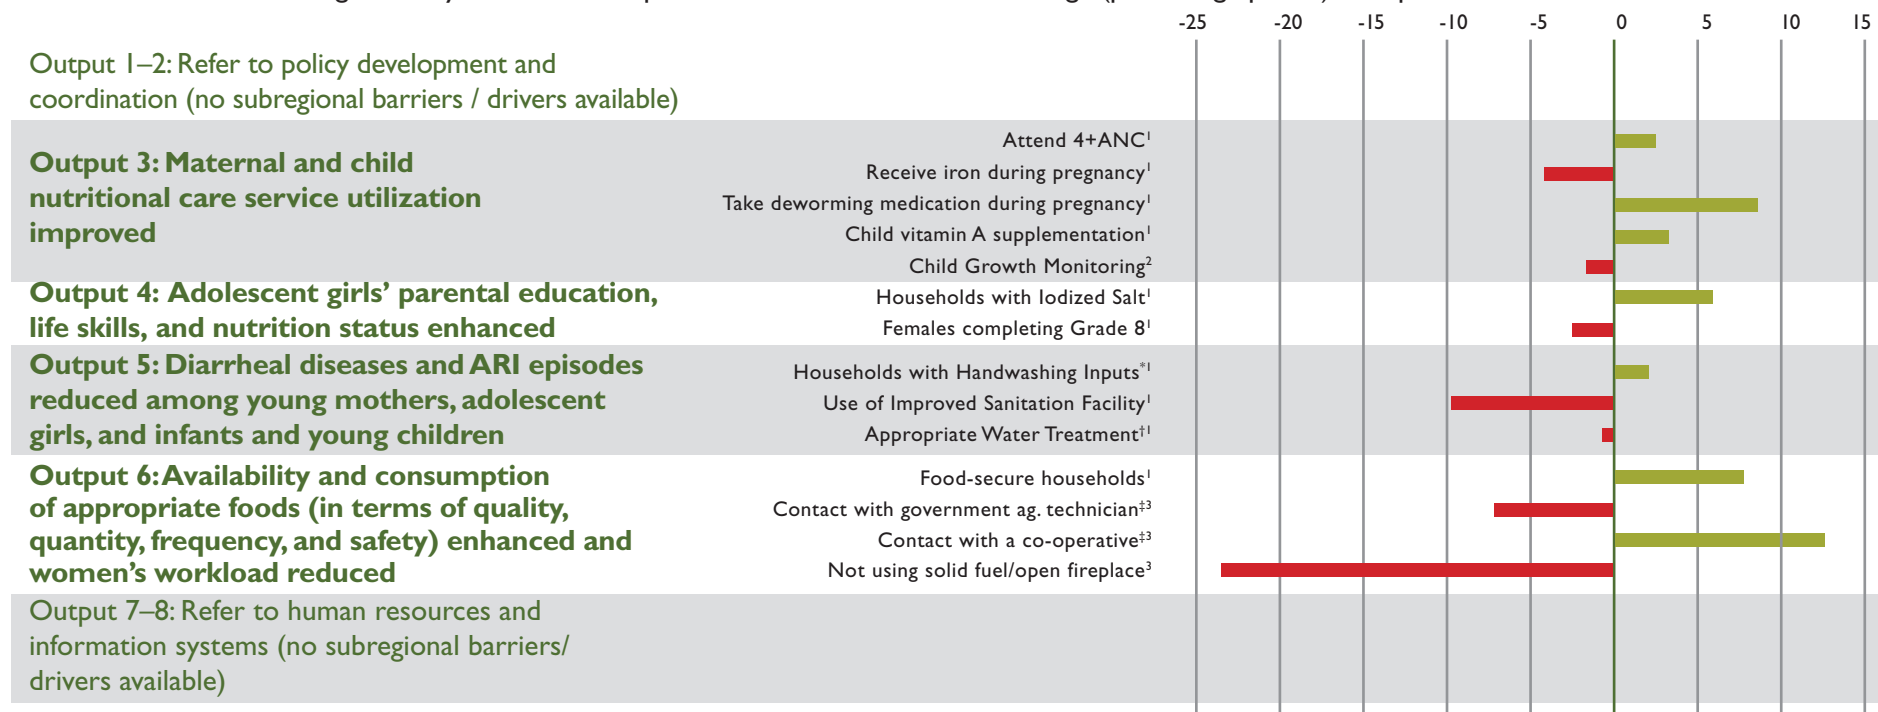 -25 -20 -15 -10 -5 0 5 10 15
Output 1–2: Refer to policy development and
coordination (no subregional barriers / drivers available)
Output 3: Maternal and child
nutritional care service utilization
improved
Attend 4+ANC¹
Receive iron during pregnancy¹
Take deworming medication during pregnancy¹
Child vitamin A supplementation¹
Child Growth Monitoring²
Output 4: Adolescent girls’ parental education,
life skills, and nutrition status enhanced
Households with Iodized Salt¹
Females completing Grade 8¹
Output 5: Diarrheal diseases and ARI episodes
reduced among young mothers, adolescent
girls, and infants and young children
Households with Handwashing Inputs*¹
Use of Improved Sanitation Facility¹
Appropriate Water Treatment†¹
Output 6: Availability and consumption
of appropriate foods (in terms of quality,
quantity, frequency, and safety) enhanced and
women’s workload reduced
Food-secure households¹
Contact with government ag. technician‡³
Contact with a co-operative‡³
Not using solid fuel/open fireplace³
Output 7–8: Refer to human resources and
information systems (no subregional barriers/
drivers available)